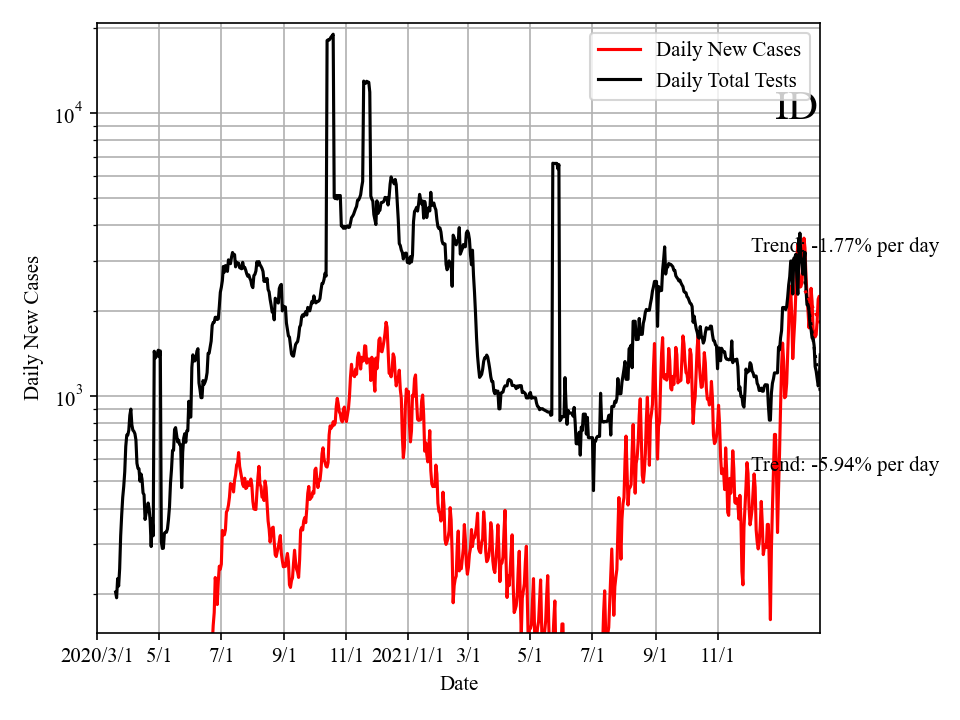 Daily New Cases
Daily Total Tests
ID
10^4
Trend: -1.77% per day
Daily New Cases
10^3
Trend: -5.94% per day
2020/3/1 5/1 7/1 9/1 11/1 2021/1/1 3/1 5/1 7/1 9/1 11/1
Date